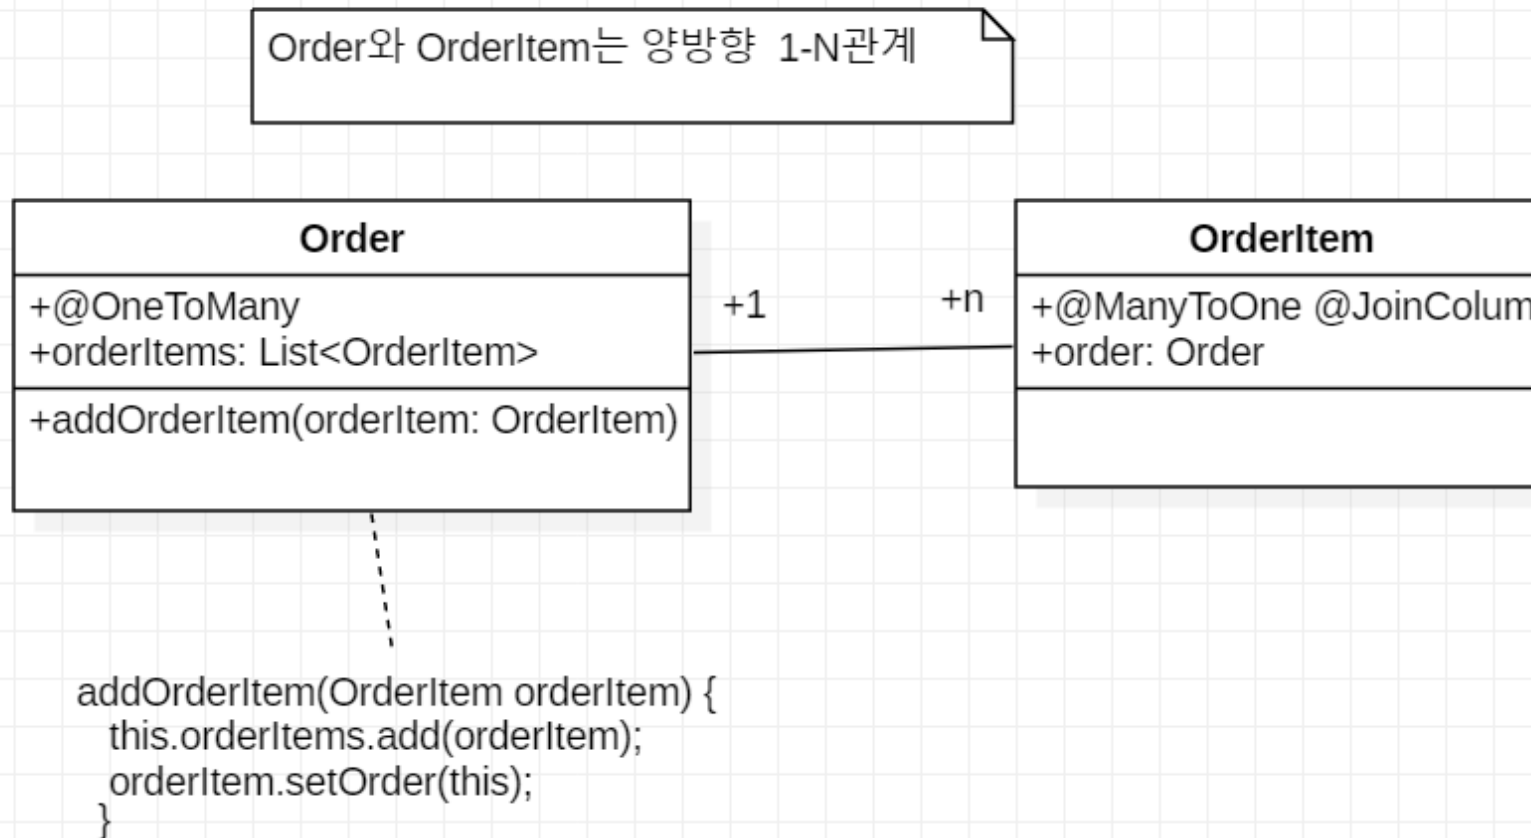 Order와 OrderItem는 양방향  1-N관계
Order
+@OneToMany
+orderItems: List<OrderItem>
+addOrderItem(orderItem: OrderItem)
+1
+n
OrderItem
+@ManyToOne @JoinColum
+order: Order
addOrderItem(OrderItem orderItem) {
this.orderItems.add(orderItem);
orderItem.setOrder(this);
}